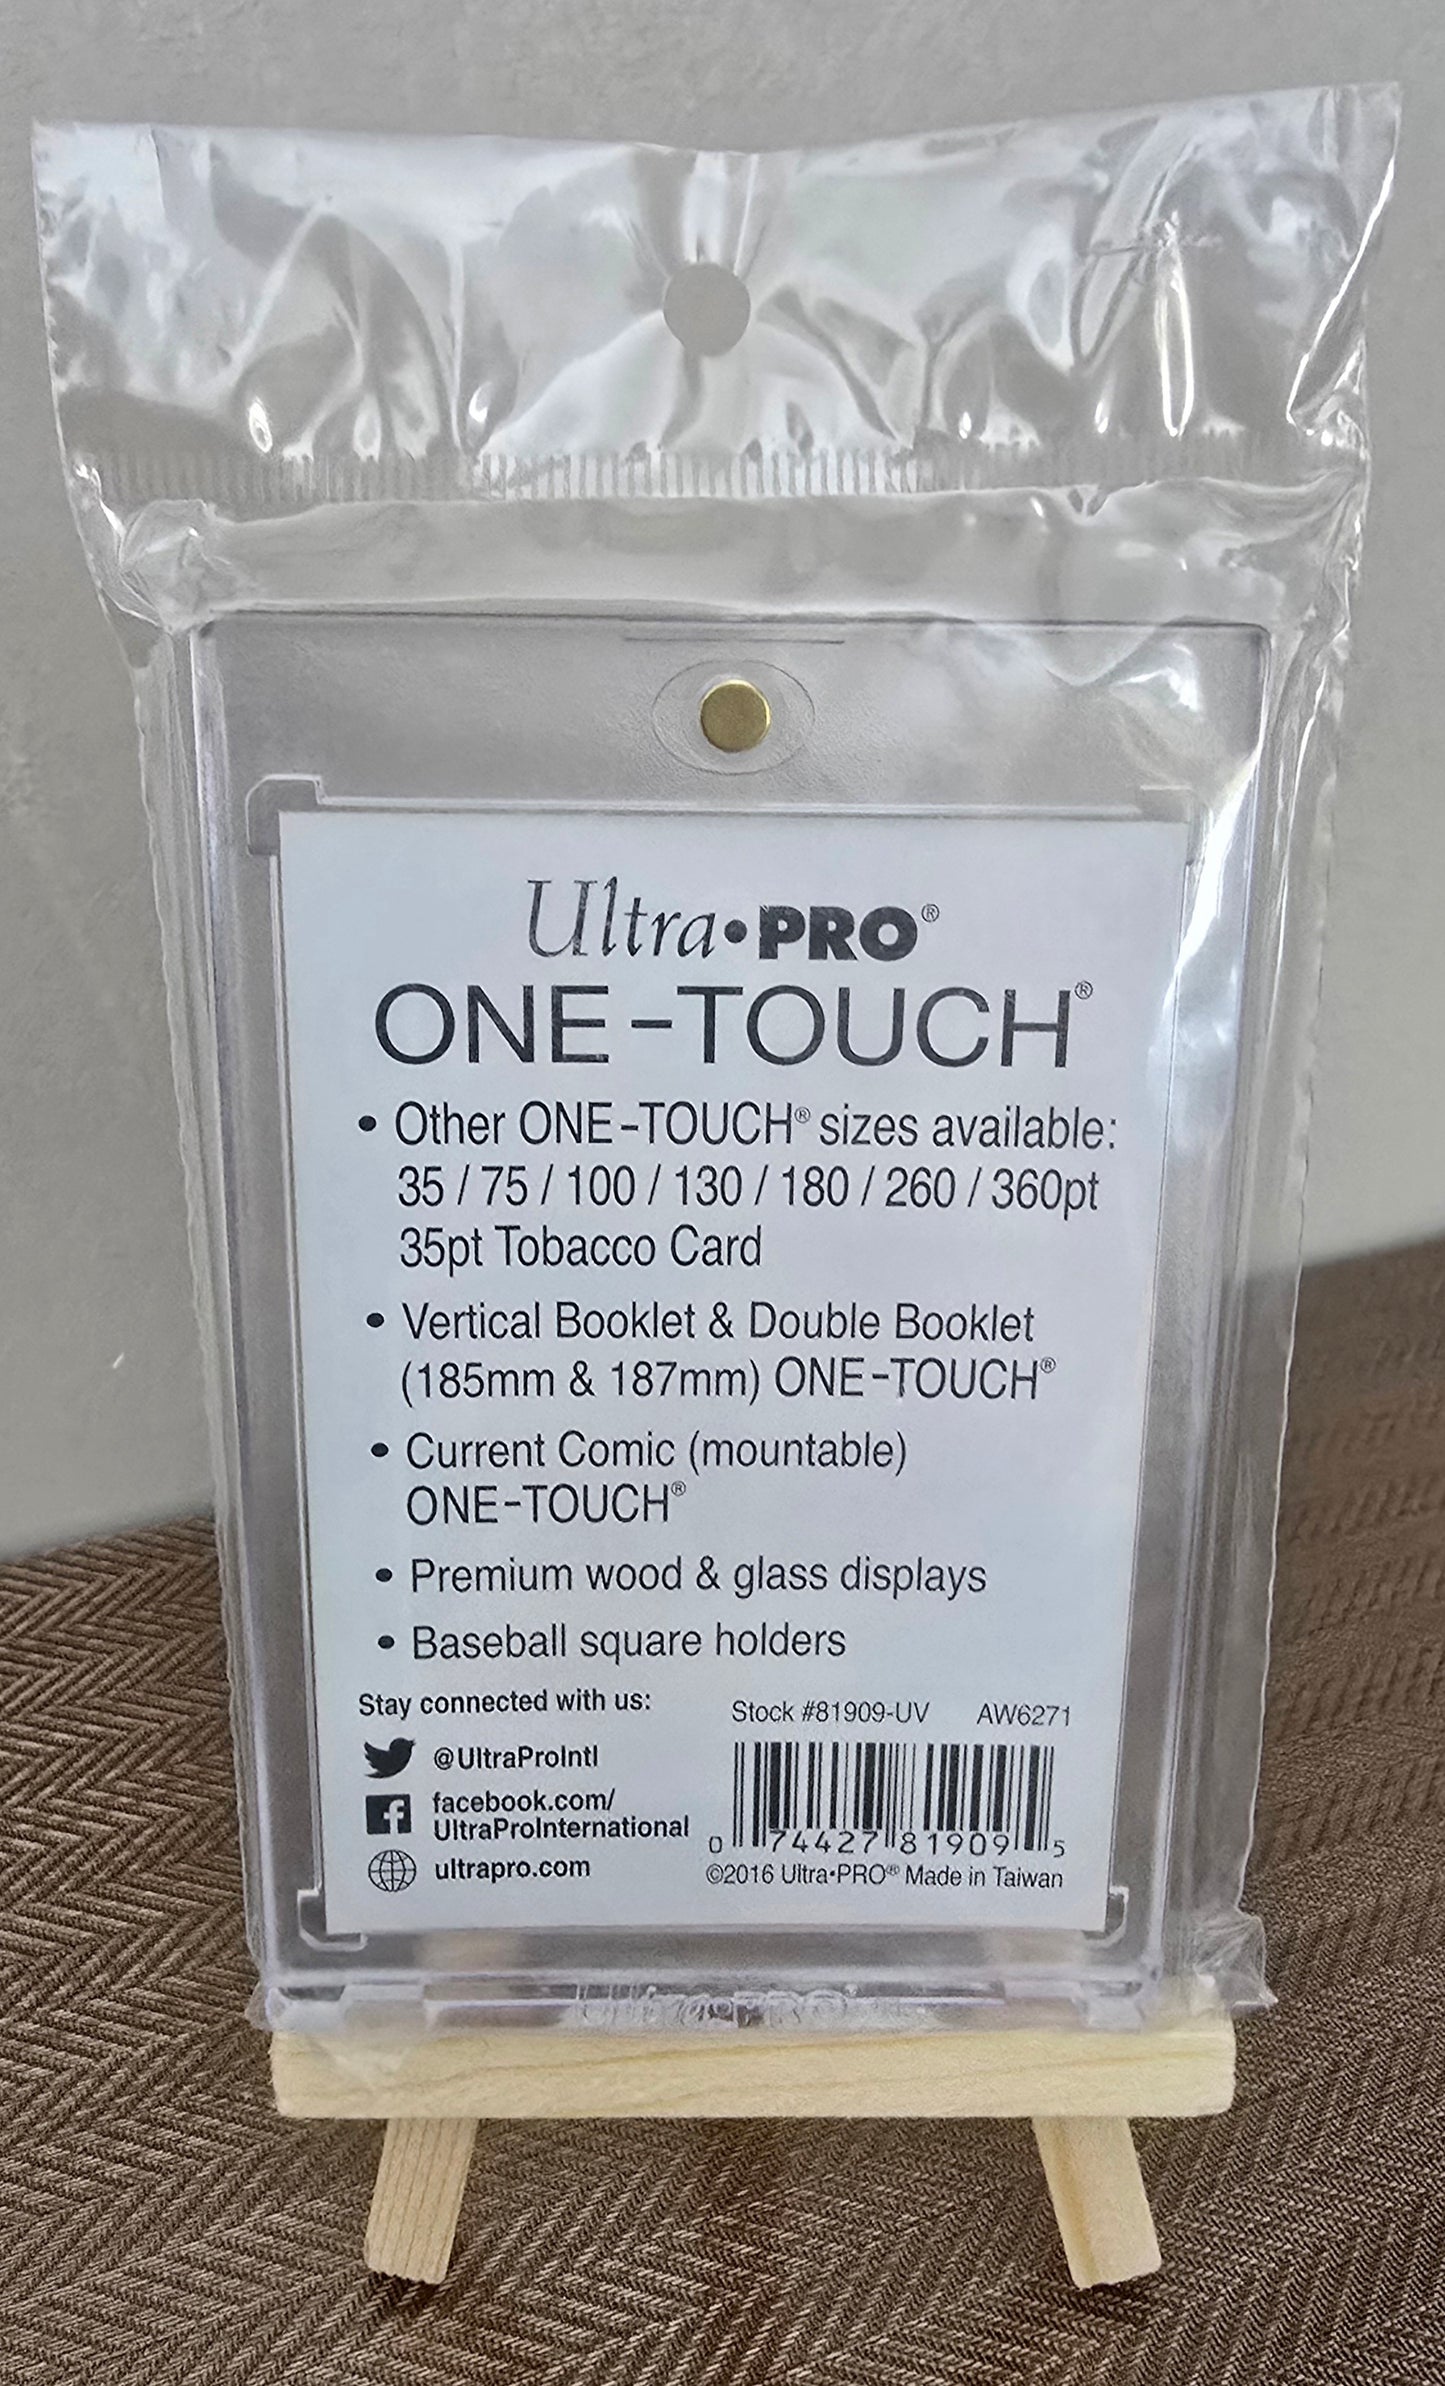 Ultra•PRO®
ONE-TOUCH®
• Other ONE-TOUCH® sizes available:
35 / 75 / 100 / 130 / 180 / 260 / 360pt
35pt Tobacco Card
• Vertical Booklet & Double Booklet
(185mm & 187mm) ONE-TOUCH®
• Current Comic (mountable)
ONE-TOUCH®
• Premium wood & glass displays
• Baseball square holders
Stay connected with us:
@UltraProIntl
facebook.com/
UltraProInternational
ultrapro.com
Stock #81909-UV AW6271
0 74427 81909 5
©2016 Ultra•PRO® Made in Taiwan
Ultra•PRO